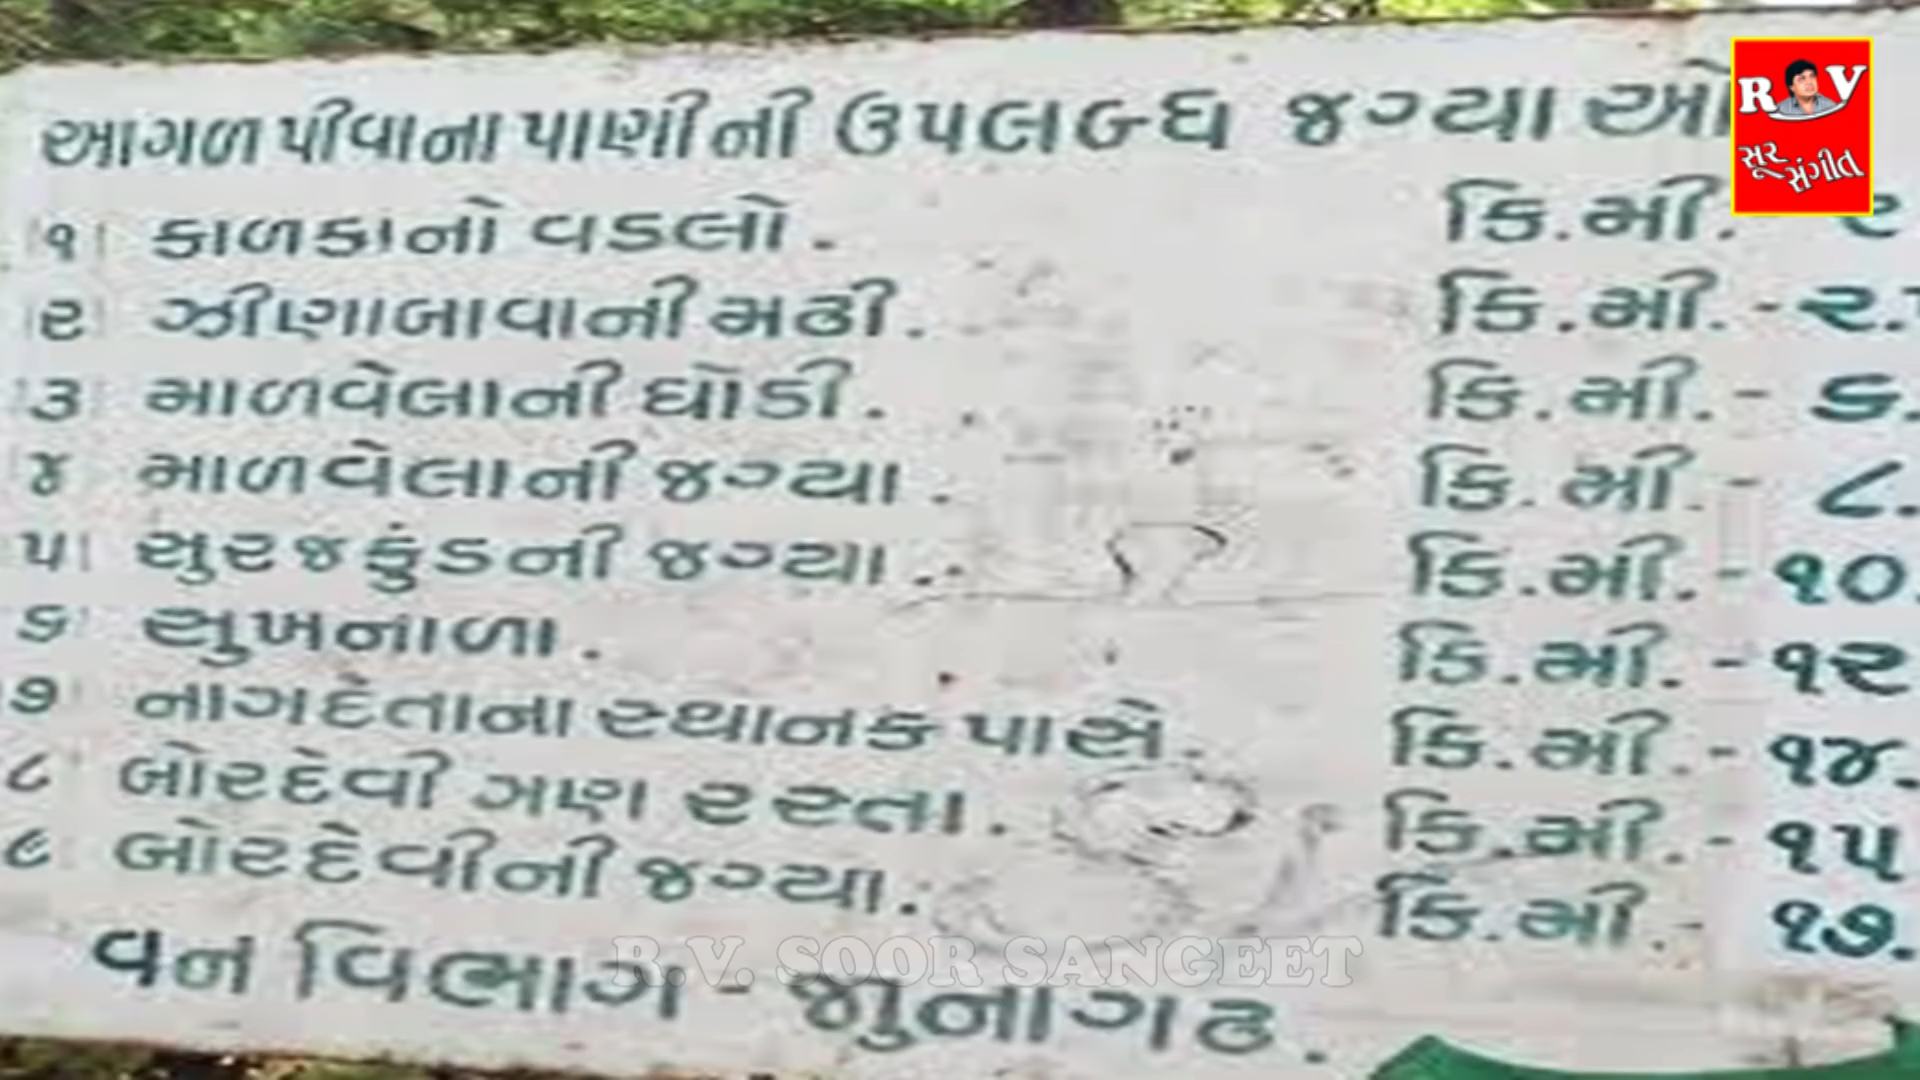 આગળ પીવાના પાણીની ઉપલબ્ધ જગ્યાઓ
૧ કાળકાનો વડલો . કિ.મી. - ૨
૨ ઝીણાબાવાની મઢી . કિ.મી. - ૨.
૩ માળવેલાની ઘોડી . કિ.મી. - ૬.
૪ માળવેલાની જગ્યા . કિ.મી. - ૮.
૫ સુરજકુંડની જગ્યા . કિ.મી. - ૧૦.
૬ સુખનાળા . કિ.મી. - ૧૨
૭ નાગદેતાના સ્થાનક પાસે . કિ.મી. - ૧૪.
૮ બોરદેવી ત્રણ રસ્તા . કિ.મી. - ૧૫
૯ બોરદેવીની જગ્યા . કિ.મી. - ૧૭.
વન વિભાગ - જુનાગઢ .
R V
સૂર સંગીત
R.V. SOOR SANGEET